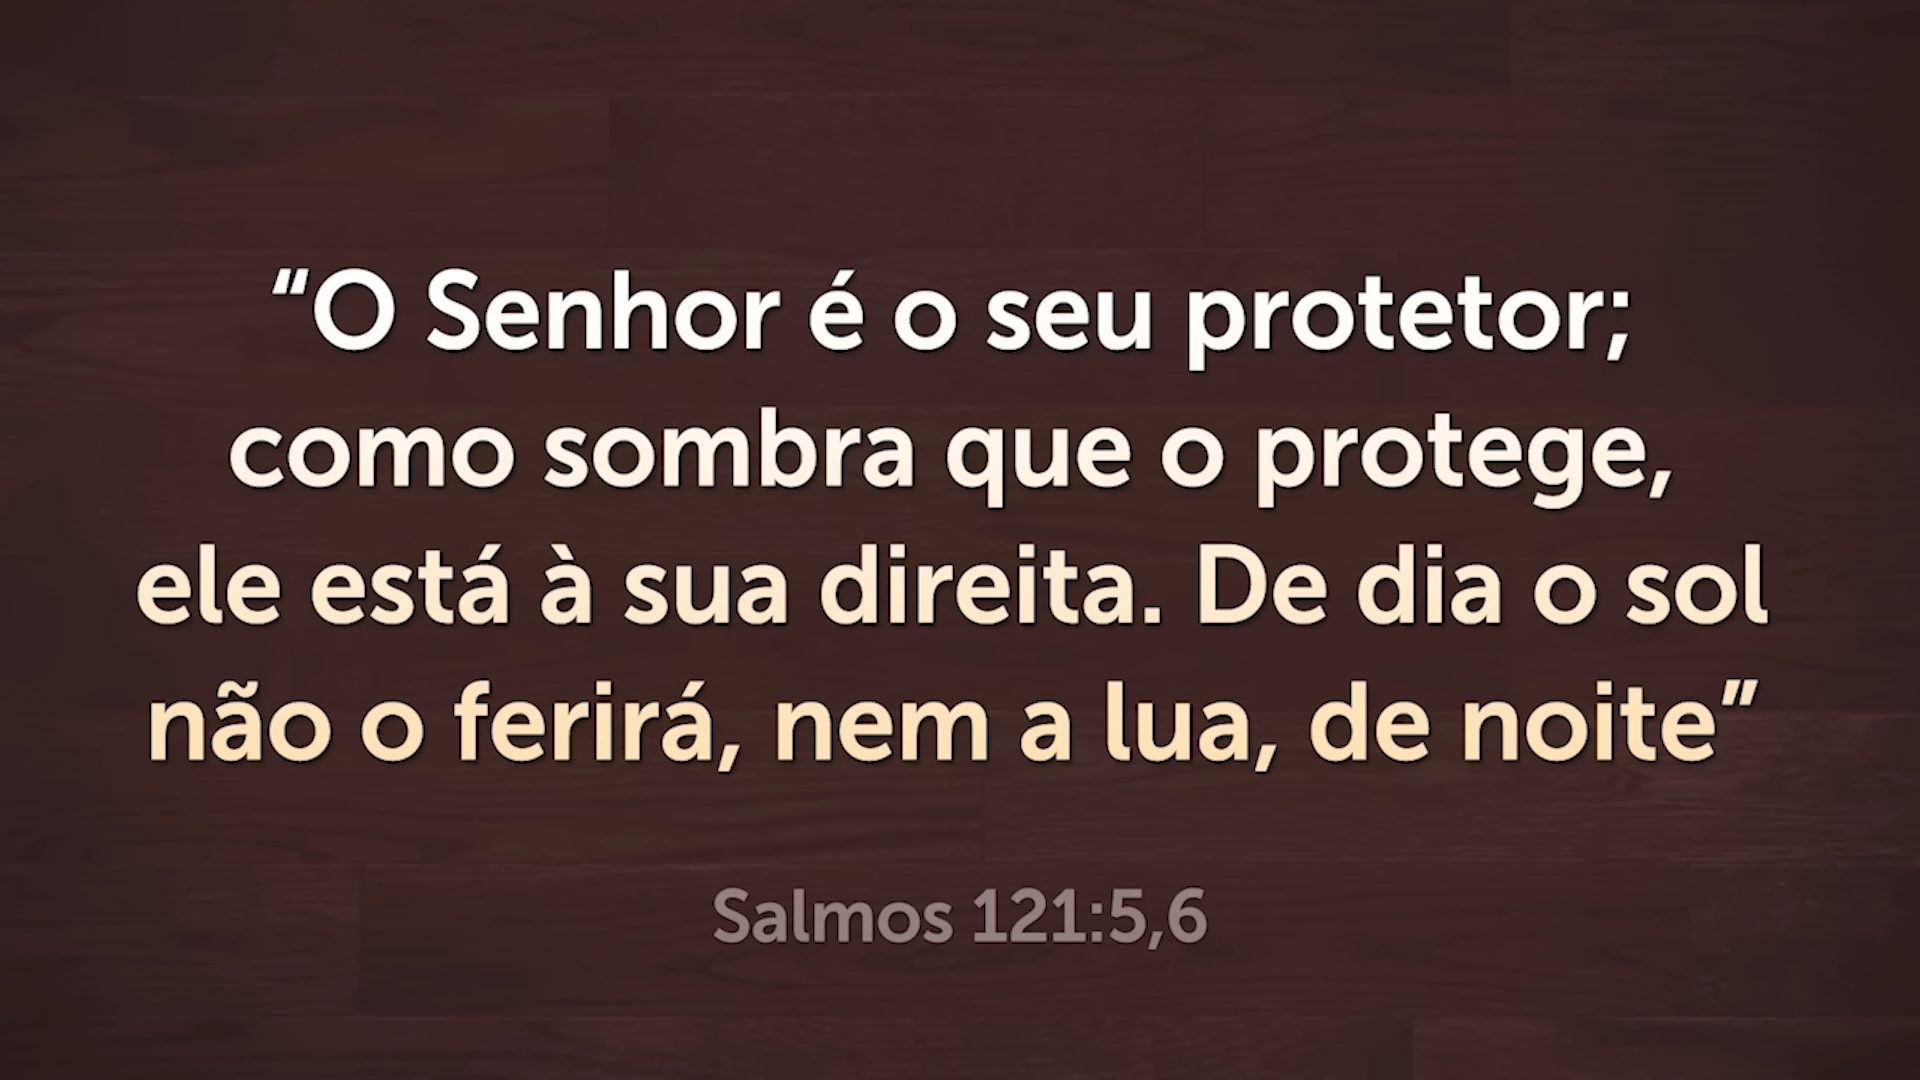 “O Senhor é o seu protetor;
como sombra que o protege,
ele está à sua direita. De dia o sol
não o ferirá, nem a lua, de noite”
Salmos 121:5,6